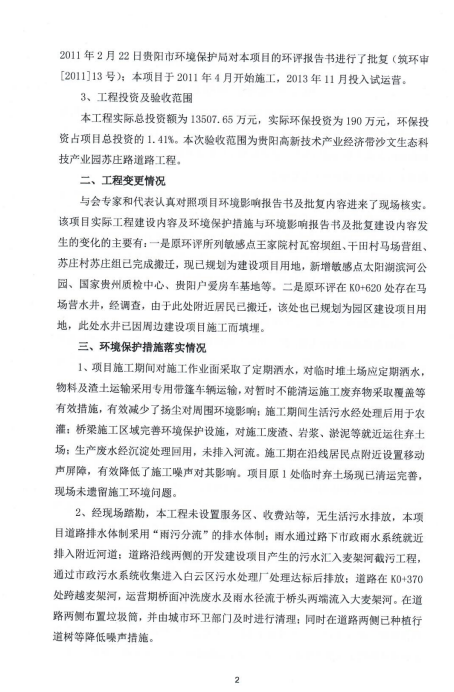 2011 年 2 月 22 日贵阳市环境保护局对本项目的环评报告书进行了批复（筑环审
[2011]13 号）；本项目于 2011 年 4 月开始施工，2013 年 11 月投入试运营。
3、工程投资及验收范围
本工程实际总投资额为 13507.65 万元，实际环保投资为 190 万元，环保投
资占项目总投资的 1.41%。本次验收范围为贵阳高新技术产业经济带沙文生态科
技产业园苏庄路道路工程。
二、工程变更情况
与会专家和代表认真对照项目环境影响报告书及批复内容进来了现场核实。
该项目实际工程建设内容及环境保护措施与环境影响报告书及批复建设内容发
生的变化的主要有：一是原环评所列敏感点王家院村瓦窑坝组、干田村马场营组、
苏庄村苏庄组已完成搬迁，现已规划为建设项目用地，新增敏感点太阳湖滨河公
园、国家贵州质检中心、贵阳户爱房车基地等。二是原环评在 K0+620 处存在马
场营水井，经调查，由于此处附近居民已搬迁，该处也已规划为园区建设项目用
地，此处水井已因周边建设项目施工而填埋。
三、环境保护措施落实情况
1、项目施工期间对施工作业面采取了定期洒水，对临时堆土场应定期洒水，
物料及渣土运输采用专用带篷车辆运输，对暂时不能清运施工废弃物采取覆盖等
有效措施，有效减少了扬尘对周围环境影响；施工期间生活污水经处理后用于农
灌；桥梁施工区域完善环境保护设施，对施工废渣、岩浆、淤泥等就近运往弃土
场；生产废水经沉淀处理回用，未排入河流。施工期在沿线居民点附近设置移动
声屏障，有效降低了施工噪声对其影响。项目原 1 处临时弃土场现已清运完善，
现场未遗留施工环境问题。
2、经现场踏勘，本工程未设置服务区、收费站等，无生活污水排放，本项
目道路排水体制采用“雨污分流”的排水体制；雨水通过路下市政雨水系统就近
排入附近河道；道路沿线两侧的开发建设项目产生的污水汇入麦架河截污工程，
通过市政污水系统收集进入白云区污水处理厂处理达标后排放；道路在 K0+370
处跨越麦架河，运营期桥面冲洗废水及雨水径流于桥头两端流入大麦架河。在道
路两侧布置垃圾筒，并由城市环卫部门及时进行清理；同时在道路两侧已种植行
道树等降低噪声措施。
2